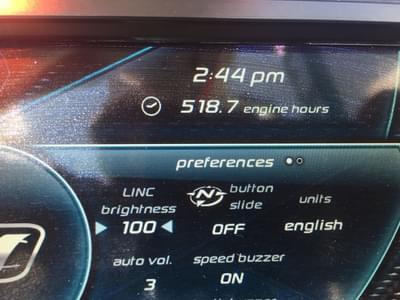 2:44 pm
518.7 engine hours
preferences
LINC brightness
button slide
units
100
OFF
english
auto vol.
speed buzzer
3
ON